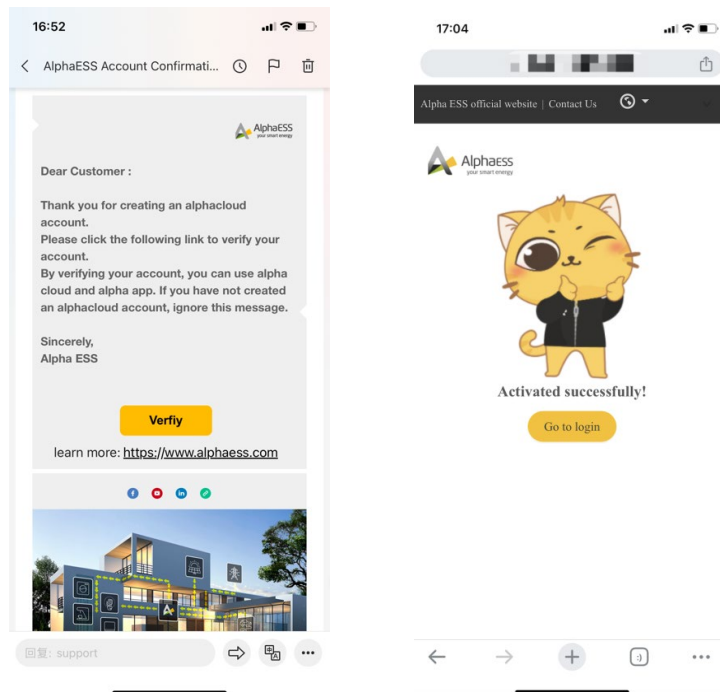 16:52
AlphaESS Account Confirmati...
AlphaESS
your smart energy
Dear Customer :
Thank you for creating an alphacloud
account.
Please click the following link to verify your
account.
By verifying your account, you can use alpha
cloud and alpha app. If you have not created
an alphacloud account, ignore this message.
Sincerely,
Alpha ESS
Verfiy
learn more: https://www.alphaess.com
回复: support
17:04
Alpha ESS official website | Contact Us
AlphaESS
your smart energy
Activated successfully!
Go to login
:)